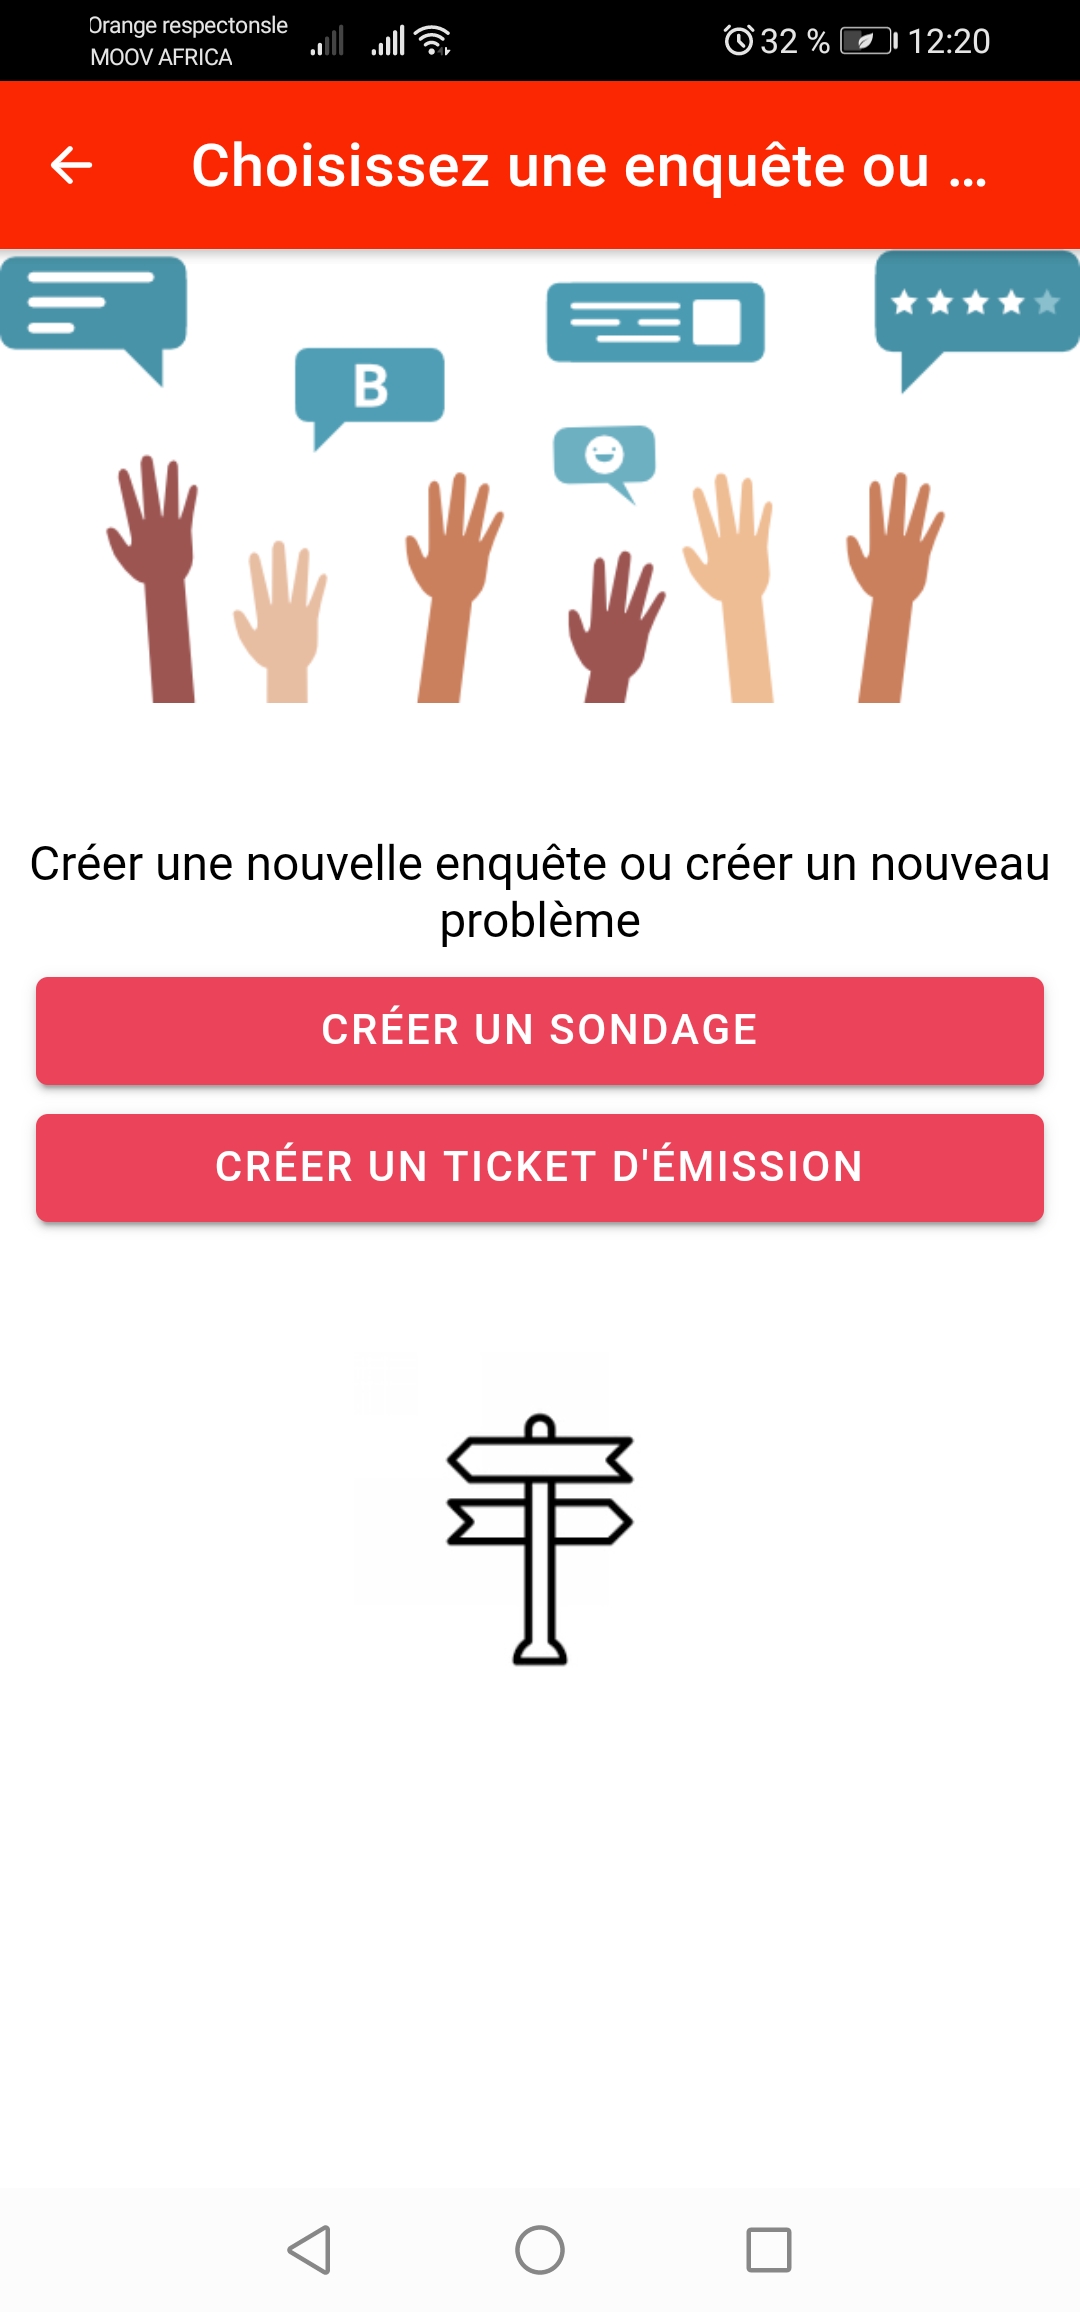 Orange respectonsle
MOOV AFRICA
32 %
12:20
Choisissez une enquête ou ...
B
Créer une nouvelle enquête ou créer un nouveau
problème
CRÉER UN SONDAGE
CRÉER UN TICKET D'ÉMISSION